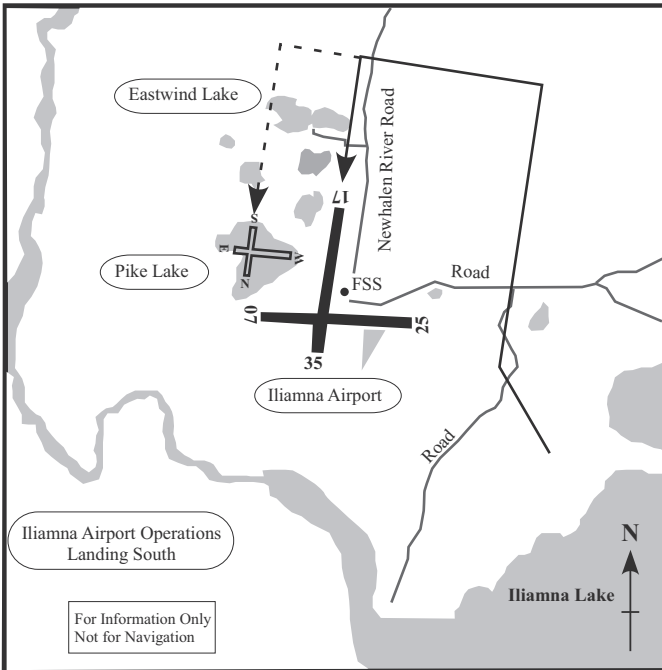 Eastwind Lake
Newhalen River Road
17
S
E
W
N
Pike Lake
FSS
Road
07
25
35
Iliamna Airport
Road
Iliamna Airport Operations
Landing South
N
Iliamna Lake
For Information Only
Not for Navigation